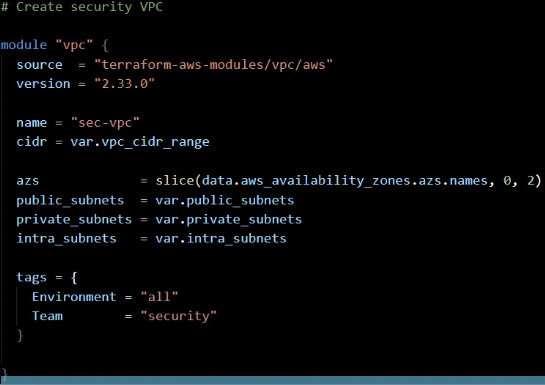 # Create security VPC
module "vpc" {
  source  = "terraform-aws-modules/vpc/aws"
  version = "2.33.0"
  name = "sec-vpc"
  cidr = var.vpc_cidr_range
  azs             = slice(data.aws_availability_zones.azs.names, 0, 2)
  public_subnets  = var.public_subnets
  private_subnets = var.private_subnets
  intra_subnets   = var.intra_subnets
  tags = {
    Environment = "all"
    Team        = "security"
  }
}